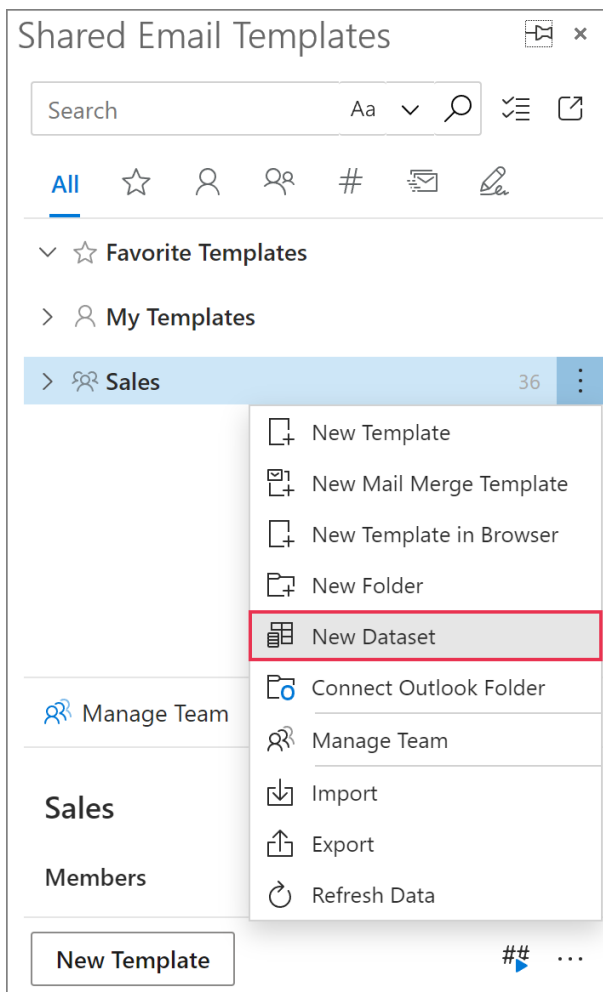 Shared Email Templates
Search Aa
All #
Favorite Templates
My Templates
Sales 36
New Template
New Mail Merge Template
New Template in Browser
New Folder
New Dataset
Connect Outlook Folder
Manage Team
Manage Team
Import
Sales
Export
Members
Refresh Data
New Template ## ...